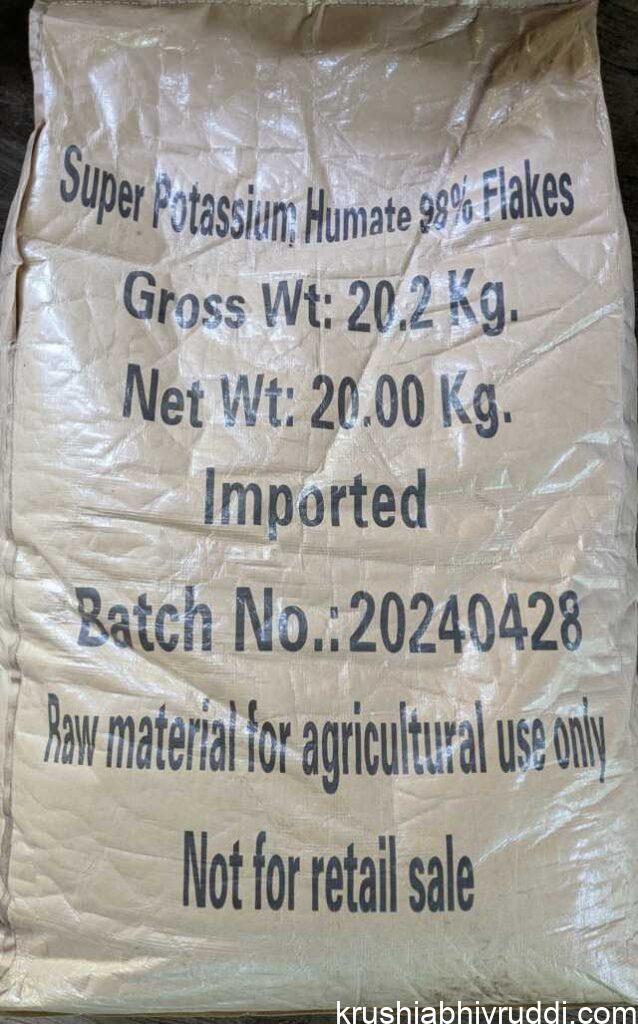 Super Potassium Humate 98% Flakes
Gross Wt: 20.2 Kg.
Net Wt: 20.00 Kg.
Imported
Batch No.:20240428
Raw material for agricultural use only
Not for retail sale
krushiabhivruddi.com